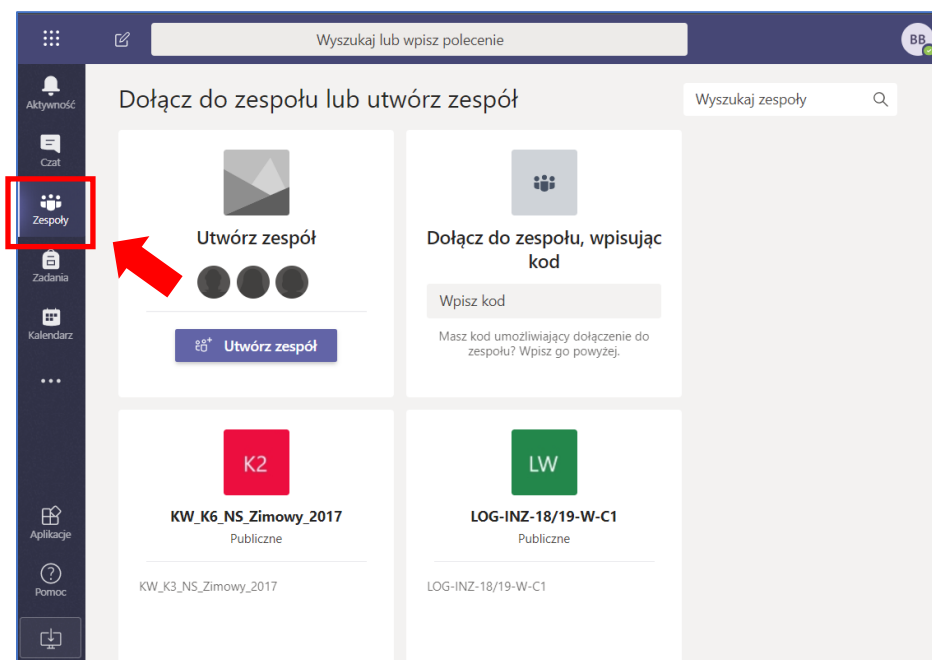 Wyszukaj lub wpisz polecenie
BB
Aktywność
Czat
Zespoły
Zadania
Kalendarz
Aplikacje
Pomoc
Dołącz do zespołu lub utwórz zespół
Wyszukaj zespoły
Utwórz zespół
Utwórz zespół
Dołącz do zespołu, wpisując
kod
Wpisz kod
Masz kod umożliwiający dołączenie do
zespołu? Wpisz go powyżej.
K2
KW_K6_NS_Zimowy_2017
Publiczne
KW_K3_NS_Zimowy_2017
LW
LOG-INZ-18/19-W-C1
Publiczne
LOG-INZ-18/19-W-C1